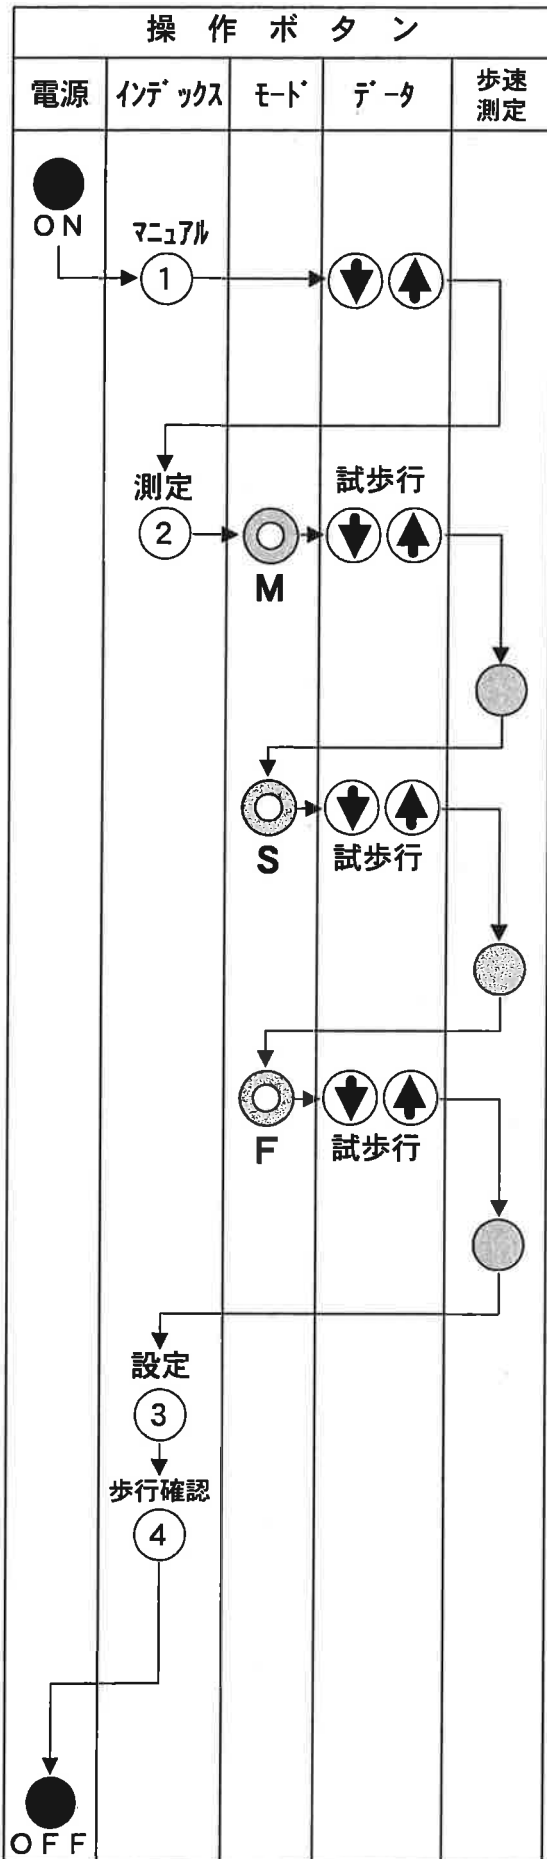 操作ボタン
電源 インデックス モード データ 歩速測定
ON
マニュアル
1
測定
試歩行
2
M
S
試歩行
F
試歩行
設定
3
歩行確認
4
OFF